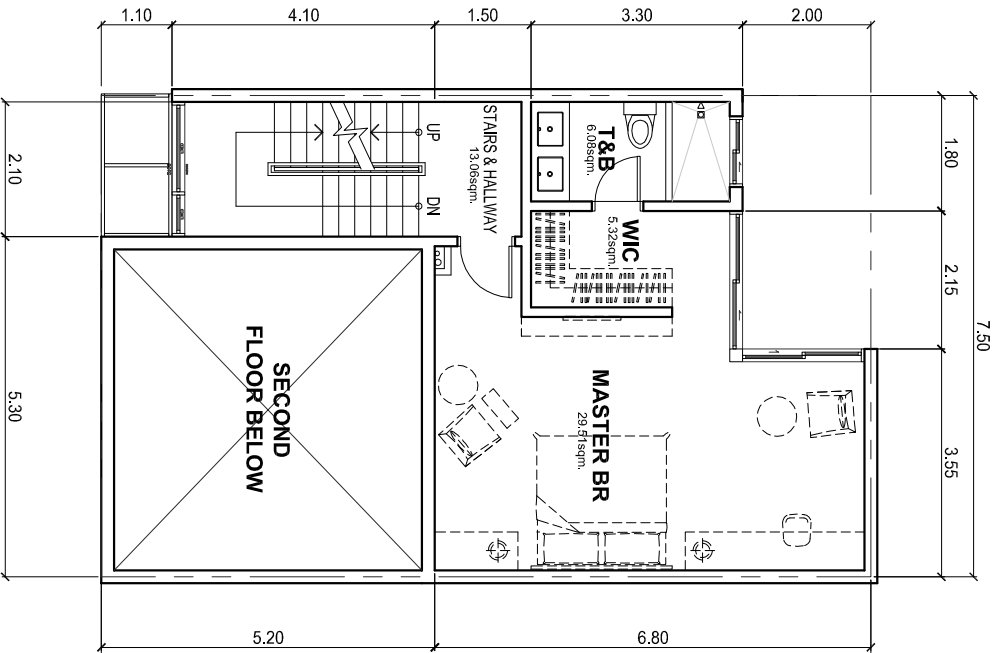 1.10
4.10
1.50
3.30
2.00
2.10
5.30
UP
DN
STAIRS & HALLWAY
13.06sqm.
T&B
6.08sqm.
WIC
5.32sqm.
1.80
2.15
3.55
7.50
SECOND
FLOOR BELOW
MASTER BR
29.51sqm.
5.20
6.80